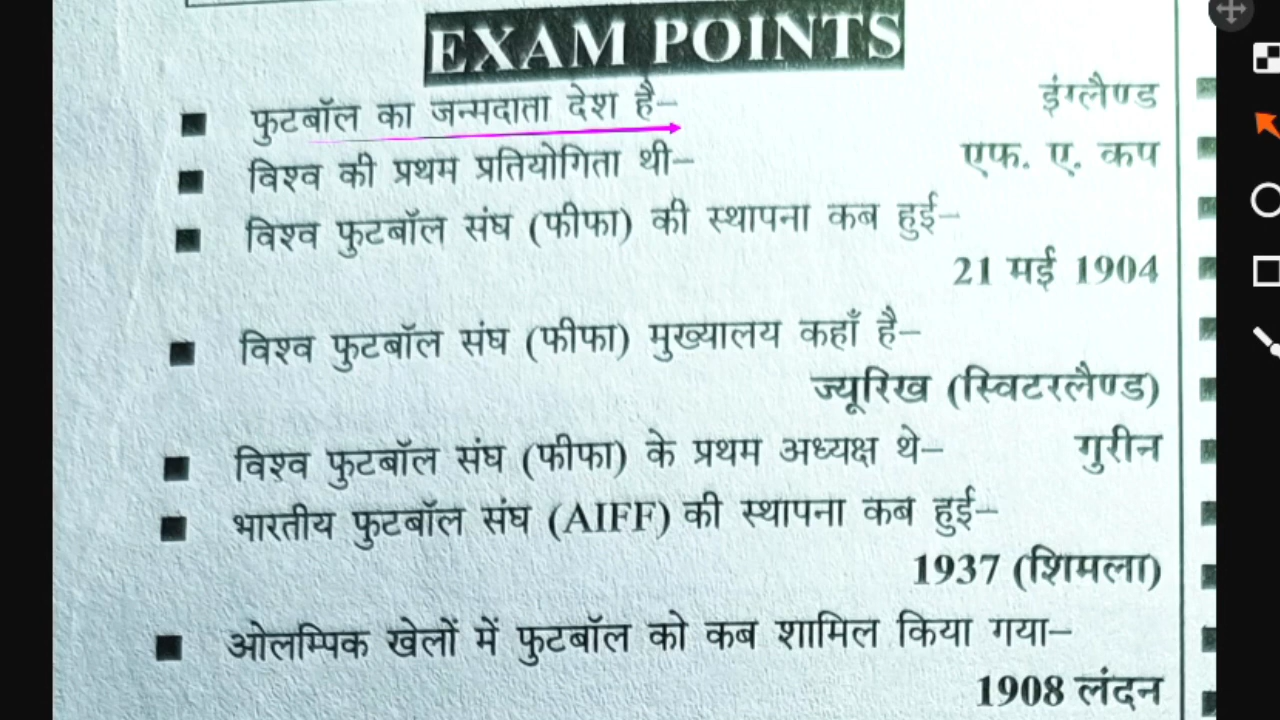 EXAM POINTS
■ फुटबॉल का जन्मदाता देश है– इंग्लैण्ड
■ विश्व की प्रथम प्रतियोगिता थी– एफ. ए. कप
■ विश्व फुटबॉल संघ (फीफा) की स्थापना कब हुई–
21 मई 1904
■ विश्व फुटबॉल संघ (फीफा) मुख्यालय कहाँ है–
ज्यूरिख (स्विटरलैण्ड)
■ विश्व फुटबॉल संघ (फीफा) के प्रथम अध्यक्ष थे– गुरीन
■ भारतीय फुटबॉल संघ (AIFF) की स्थापना कब हुई–
1937 (शिमला)
■ ओलम्पिक खेलों में फुटबॉल को कब शामिल किया गया–
1908 लंदन